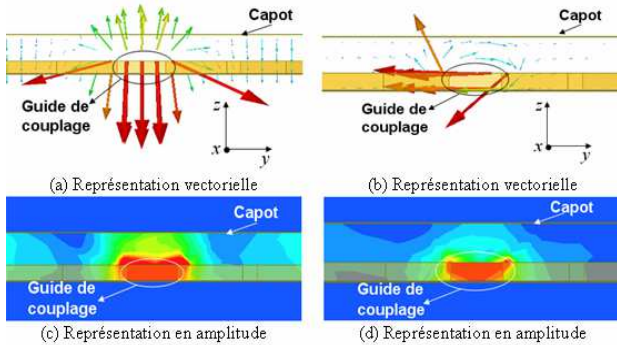 Capot
Guide de
couplage
z
x
y
(a) Représentation vectorielle
Capot
Guide de
couplage
z
x
y
(b) Représentation vectorielle
Capot
Guide de
couplage
(c) Représentation en amplitude
Capot
Guide de
couplage
(d) Représentation en amplitude